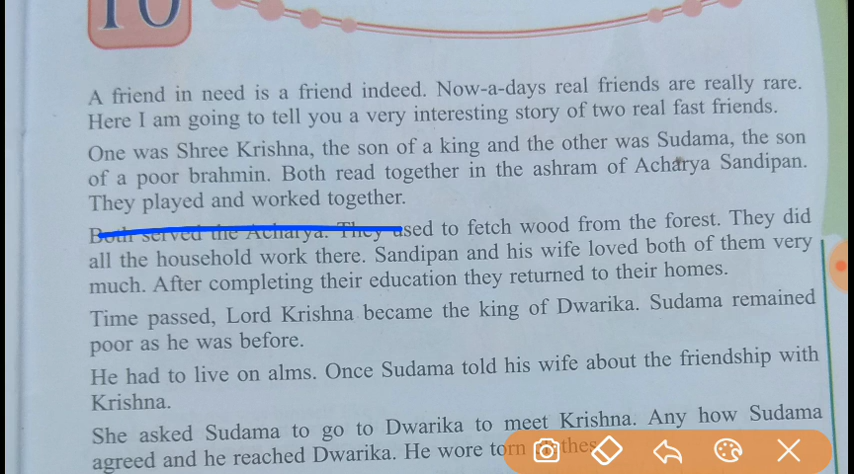 10
A friend in need is a friend indeed. Now-a-days real friends are really rare.
Here I am going to tell you a very interesting story of two real fast friends.
One was Shree Krishna, the son of a king and the other was Sudama, the son
of a poor brahmin. Both read together in the ashram of Acharya Sandipan.
They played and worked together.
Both served the Acharya. They used to fetch wood from the forest. They did
all the household work there. Sandipan and his wife loved both of them very
much. After completing their education they returned to their homes.
Time passed, Lord Krishna became the king of Dwarika. Sudama remained
poor as he was before.
He had to live on alms. Once Sudama told his wife about the friendship with
Krishna.
She asked Sudama to go to Dwarika to meet Krishna. Any how Sudama
agreed and he reached Dwarika. He wore torn